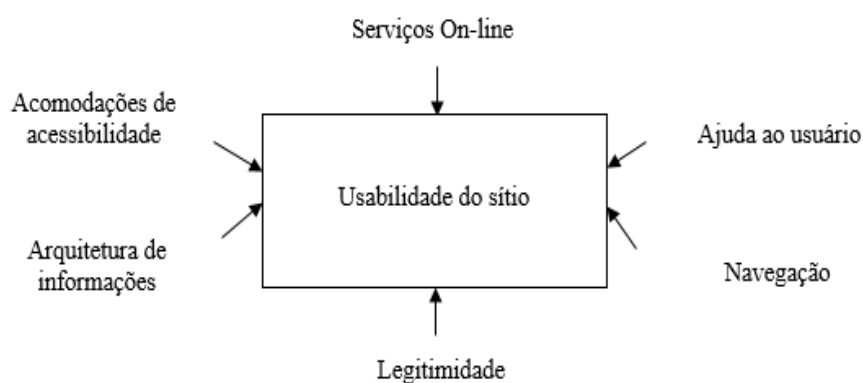 Serviços On-line
Acomodações de
acessibilidade
Ajuda ao usuário
Usabilidade do sítio
Arquitetura de
informações
Navegação
Legitimidade